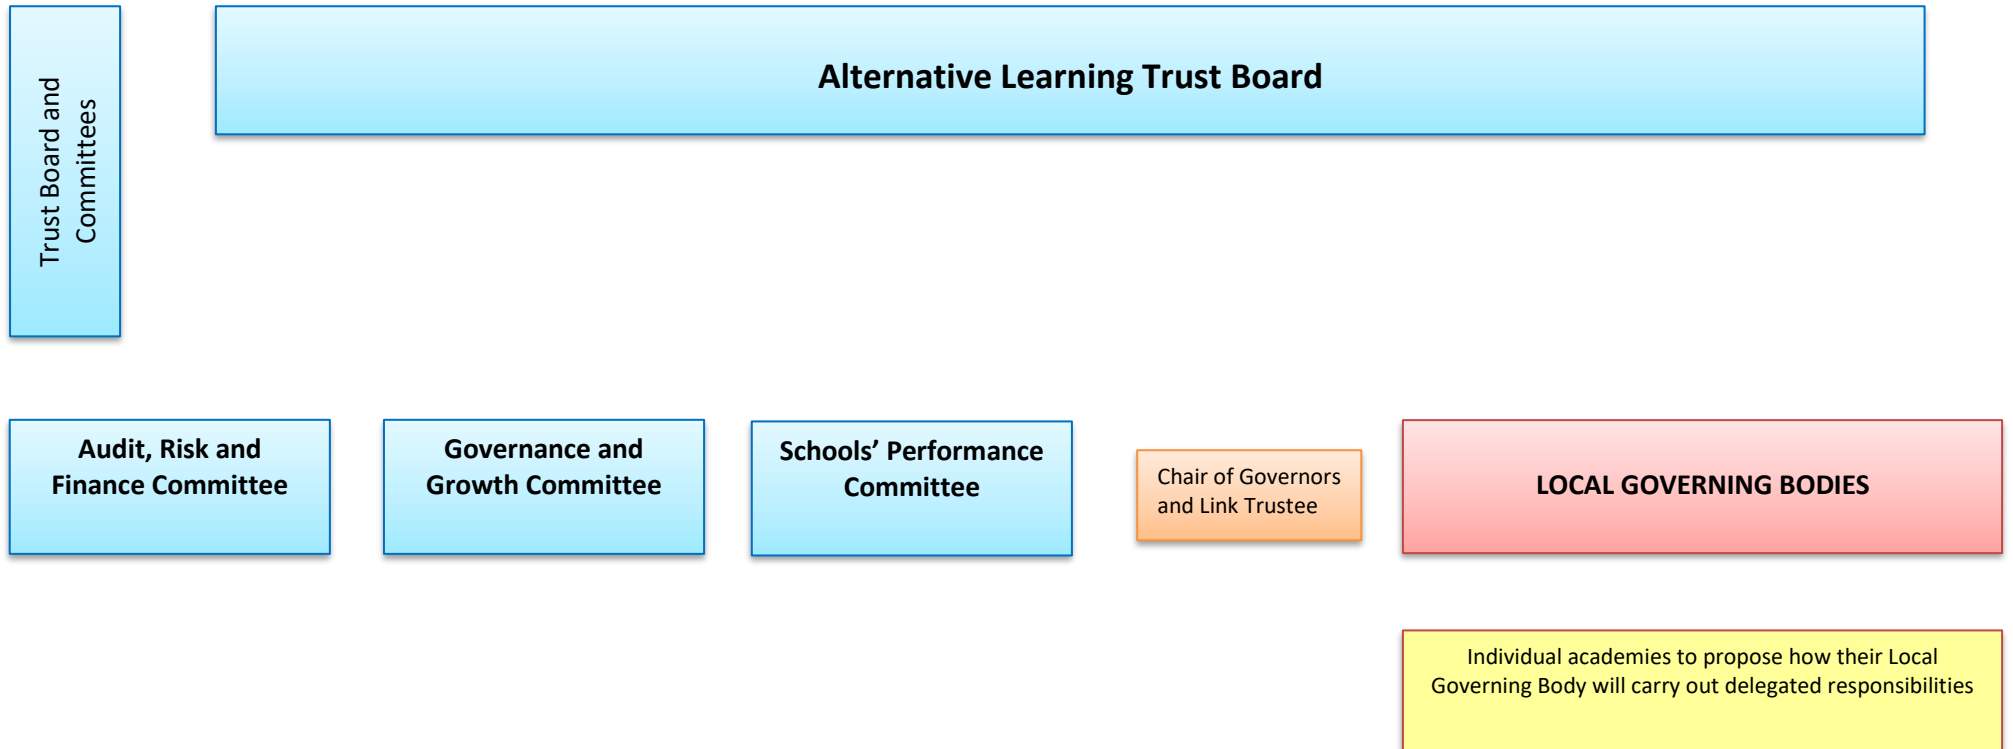 Trust Board and
Committees
Alternative Learning Trust Board
Audit, Risk and
Finance Committee
Governance and
Growth Committee
Schools’ Performance
Committee
Chair of Governors
and Link Trustee
LOCAL GOVERNING BODIES
Individual academies to propose how their Local
Governing Body will carry out delegated responsibilities